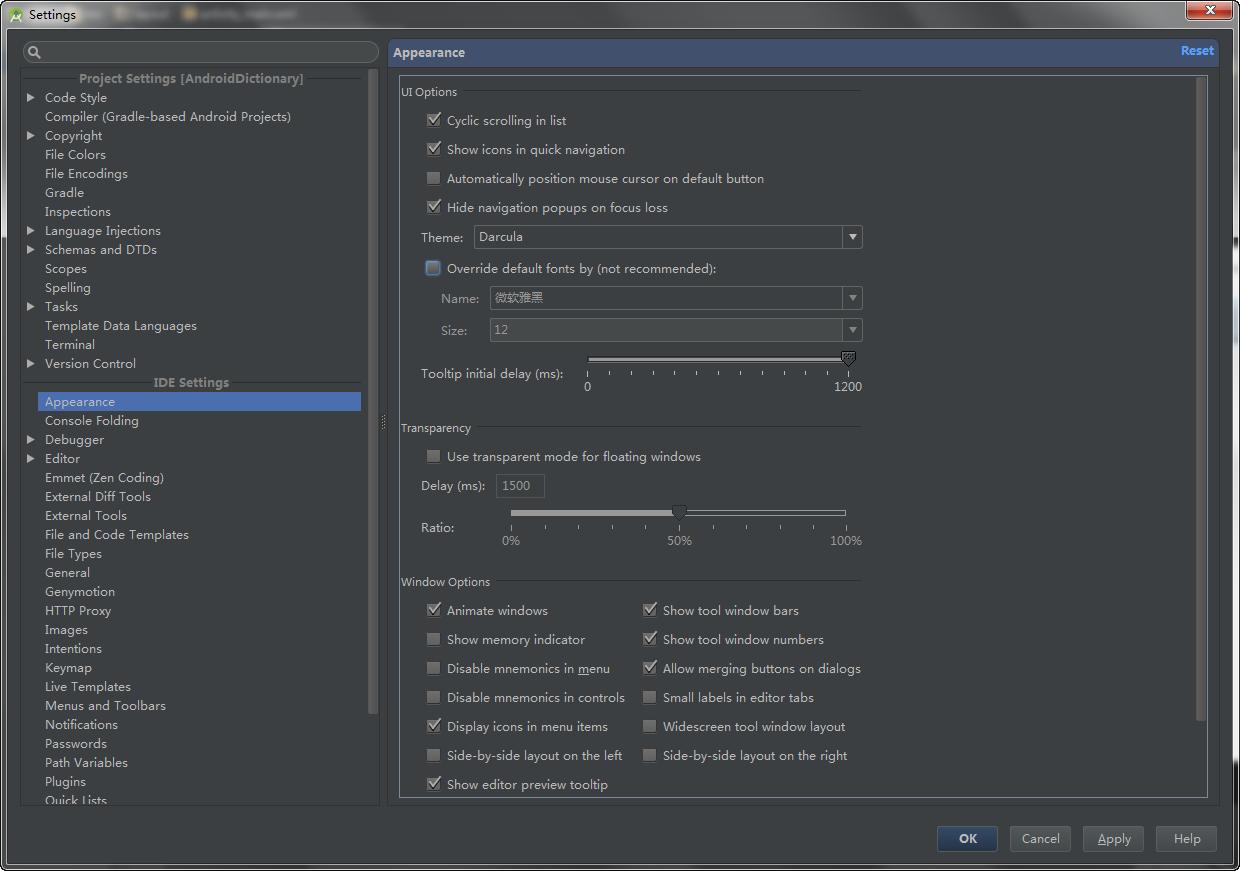 Settings
Project Settings [AndroidDictionary]
Code Style
Compiler (Gradle-based Android Projects)
Copyright
File Colors
File Encodings
Gradle
Inspections
Language Injections
Schemas and DTDs
Scopes
Spelling
Tasks
Template Data Languages
Terminal
Version Control
IDE Settings
Appearance
Console Folding
Debugger
Editor
Emmet (Zen Coding)
External Diff Tools
External Tools
File and Code Templates
File Types
General
Genymotion
HTTP Proxy
Images
Intentions
Keymap
Live Templates
Menus and Toolbars
Notifications
Passwords
Path Variables
Plugins
Quick Lists
Appearance Reset
UI Options
Cyclic scrolling in list
Show icons in quick navigation
Automatically position mouse cursor on default button
Hide navigation popups on focus loss
Theme: Darcula
Override default fonts by (not recommended):
Name: 微软雅黑
Size: 12
Tooltip initial delay (ms):
0 1200
Transparency
Use transparent mode for floating windows
Delay (ms): 1500
Ratio:
0% 50% 100%
Window Options
Animate windows Show tool window bars
Show memory indicator Show tool window numbers
Disable mnemonics in menu Allow merging buttons on dialogs
Disable mnemonics in controls Small labels in editor tabs
Display icons in menu items Widescreen tool window layout
Side-by-side layout on the left Side-by-side layout on the right
Show editor preview tooltip
OK Cancel Apply Help